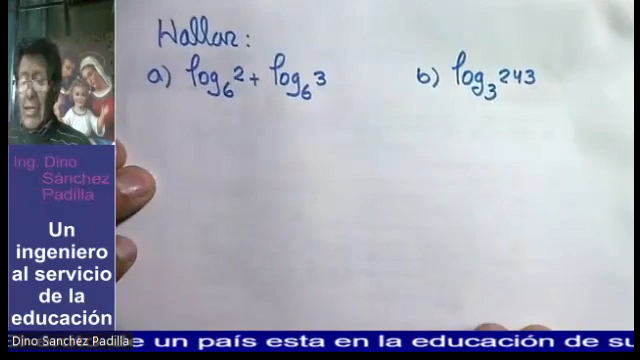 Hallar:
a) log₆2 + log₆3
b) log₃243
Ing. Dino
Sánchez
Padilla
Un
ingeniero
al servicio
de la
educación
Dino Sanchéz Padilla
e un país esta en la educación de su